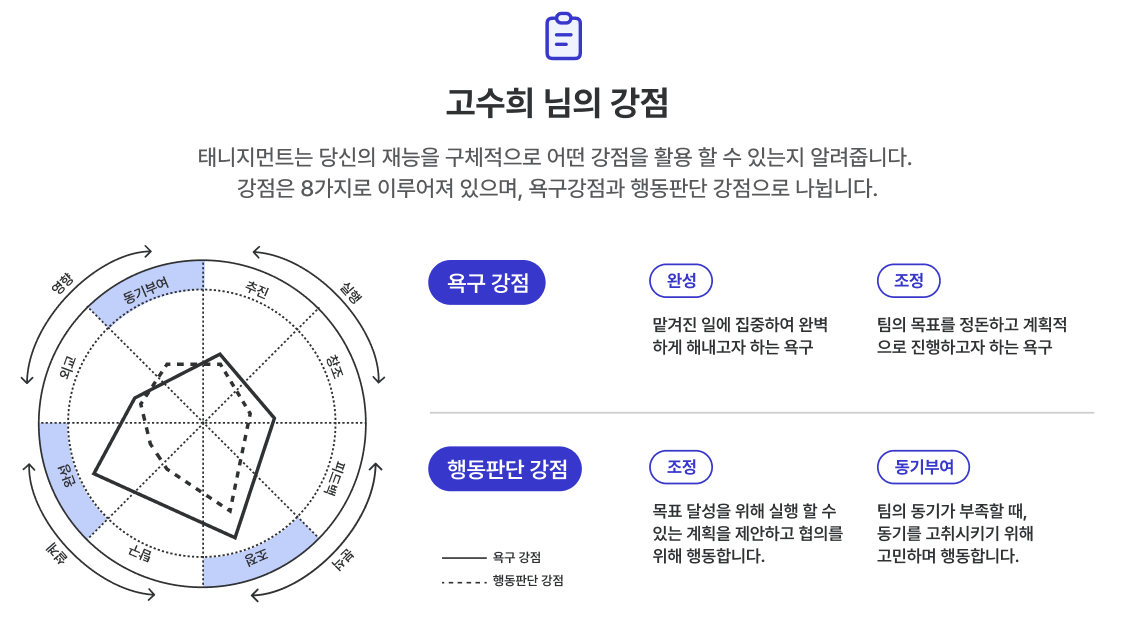 고수희 님의 강점
태니지먼트는 당신의 재능을 구체적으로 어떤 강점을 활용 할 수 있는지 알려줍니다.
강점은 8가지로 이루어져 있으며, 욕구강점과 행동판단 강점으로 나뉩니다.
영향
동기부여
추진
실행
외교
창조
완성
피드백
설계
탐구
조정
분석
욕구 강점
완성
맡겨진 일에 집중하여 완벽
하게 해내고자 하는 욕구
조정
팀의 목표를 정돈하고 계획적
으로 진행하고자 하는 욕구
행동판단 강점
조정
목표 달성을 위해 실행 할 수
있는 계획을 제안하고 협의를
위해 행동합니다.
동기부여
팀의 동기가 부족할 때,
동기를 고취시키기 위해
고민하며 행동합니다.
욕구 강점
행동판단 강점